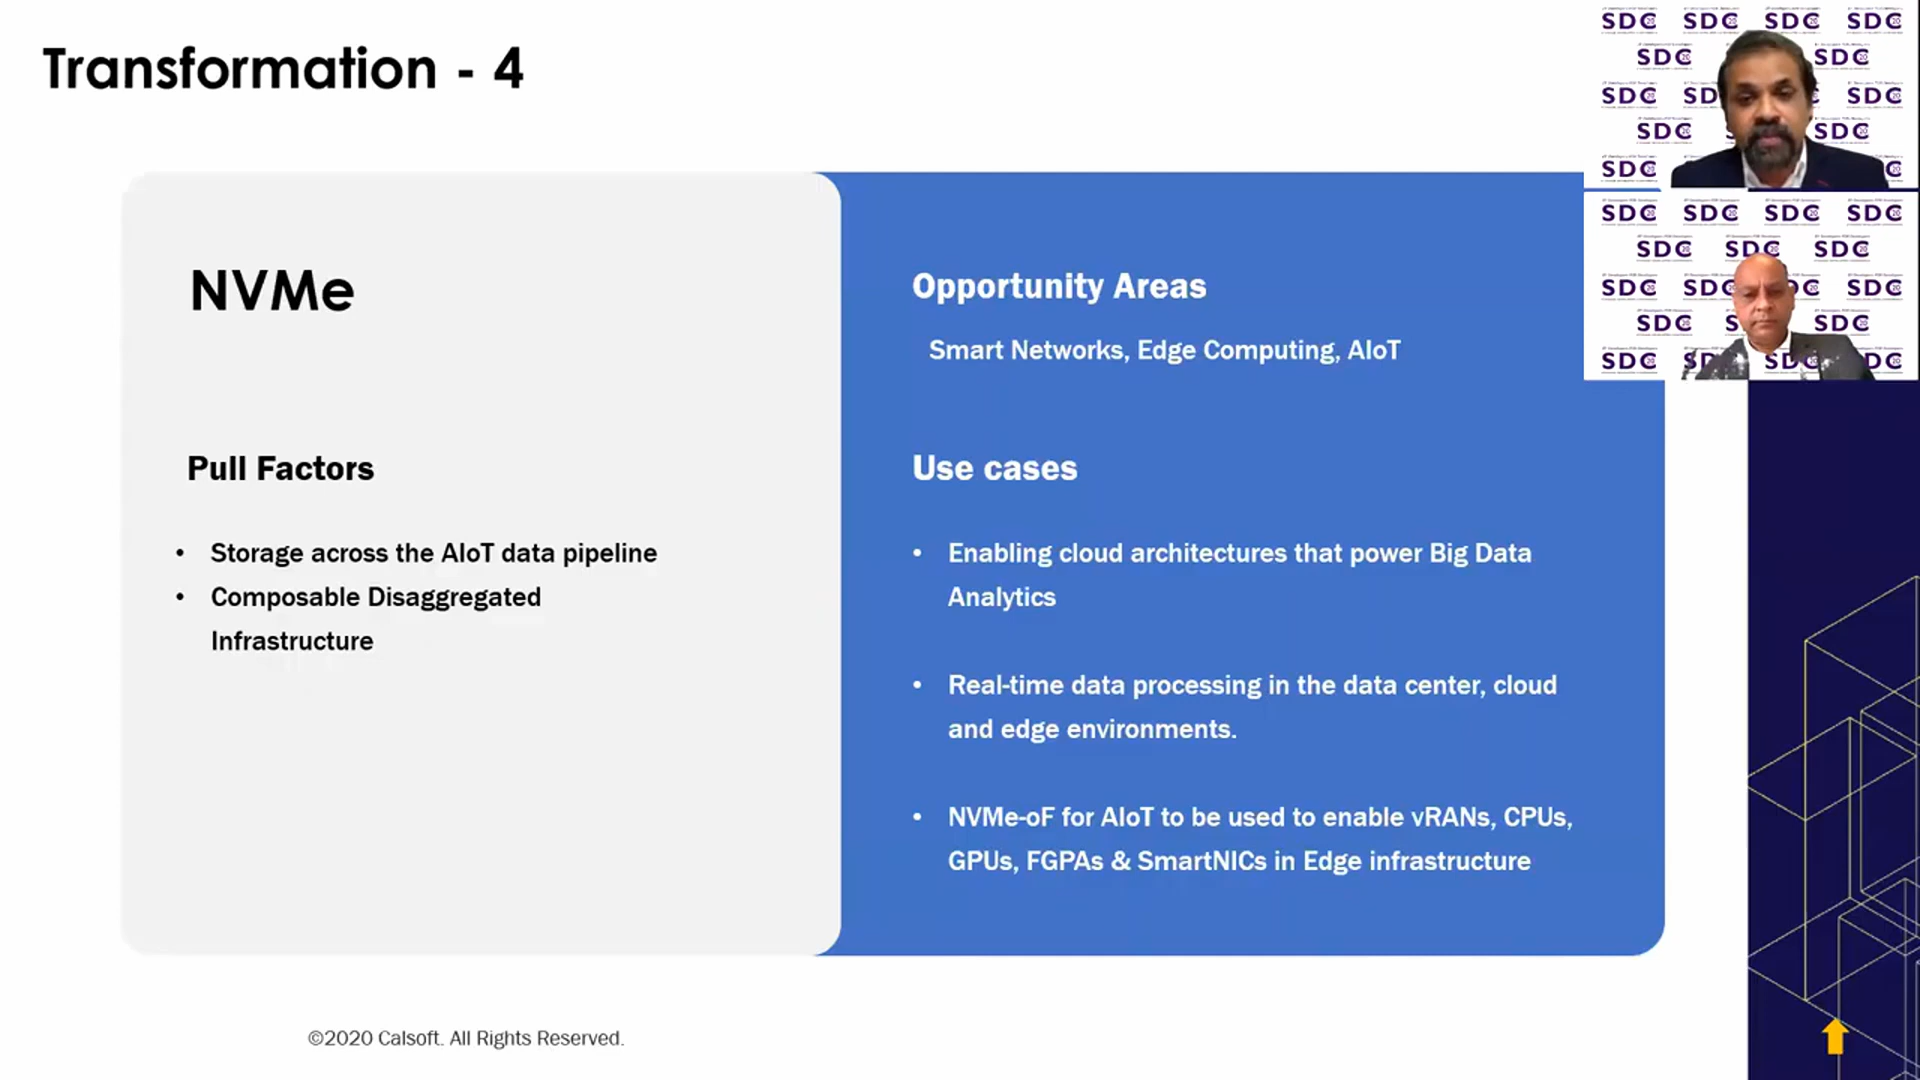 Transformation - 4
NVMe
Pull Factors
• Storage across the AIoT data pipeline
• Composable Disaggregated
Infrastructure
Opportunity Areas
Smart Networks, Edge Computing, AIoT
Use cases
• Enabling cloud architectures that power Big Data
Analytics
• Real-time data processing in the data center, cloud
and edge environments.
• NVMe-oF for AIoT to be used to enable vRANs, CPUs,
GPUs, FGPAs & SmartNICs in Edge infrastructure
©2020 Calsoft. All Rights Reserved.
SDC SDC SDC SDC
SDC SDC
SDC SD SDC
SDC SDC
SDC
SDC SDC SDC SDC
SDC SDC SDC
SDC SDC SDC
SDC SDC
SDC SDC DC